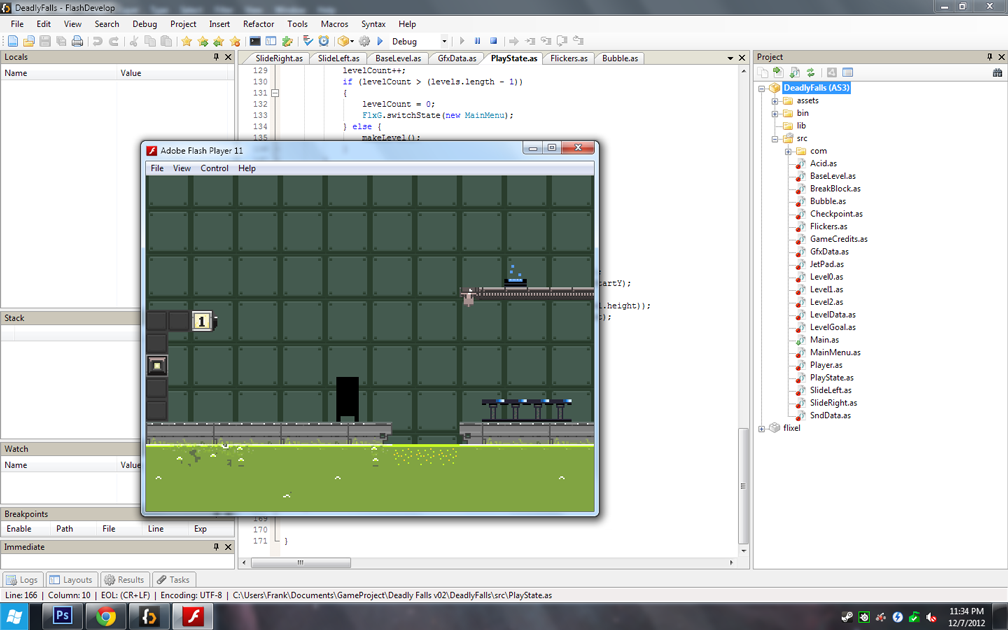 DeadlyFalls - FlashDevelop
File Edit View Search Debug Project Insert Refactor Tools Macros Syntax Help
Debug
Locals
Name Value
SlideRight.as SlideLeft.as BaseLevel.as GfxData.as PlayState.as Flickers.as Bubble.as
129 levelCount++;
130 if (levelCount > (levels.length - 1))
131 {
132 levelCount = 0;
133 FlxG.switchState(new MainMenu);
134 } else {
135 makeLevel();
Adobe Flash Player 11
File View Control Help
1
artY);
.height));
);
169
170
171 }
Stack
Watch
Name Value
Breakpoints
Enable Path File Line Exp
Immediate
Project
DeadlyFalls (AS3)
assets
bin
lib
src
com
Acid.as
BaseLevel.as
BreakBlock.as
Bubble.as
Checkpoint.as
Flickers.as
GameCredits.as
GfxData.as
JetPad.as
Level0.as
Level1.as
Level2.as
LevelData.as
LevelGoal.as
Main.as
MainMenu.as
Player.as
PlayState.as
SlideLeft.as
SlideRight.as
SndData.as
flixel
Logs Layouts Results Tasks
Line: 166 | Column: 10 | EOL: (CR+LF) | Encoding: UTF-8 | C:\Users\Frank\Documents\GameProject\Deadly Falls v02\DeadlyFalls\src\PlayState.as
Ps
11:34 PM
12/7/2012